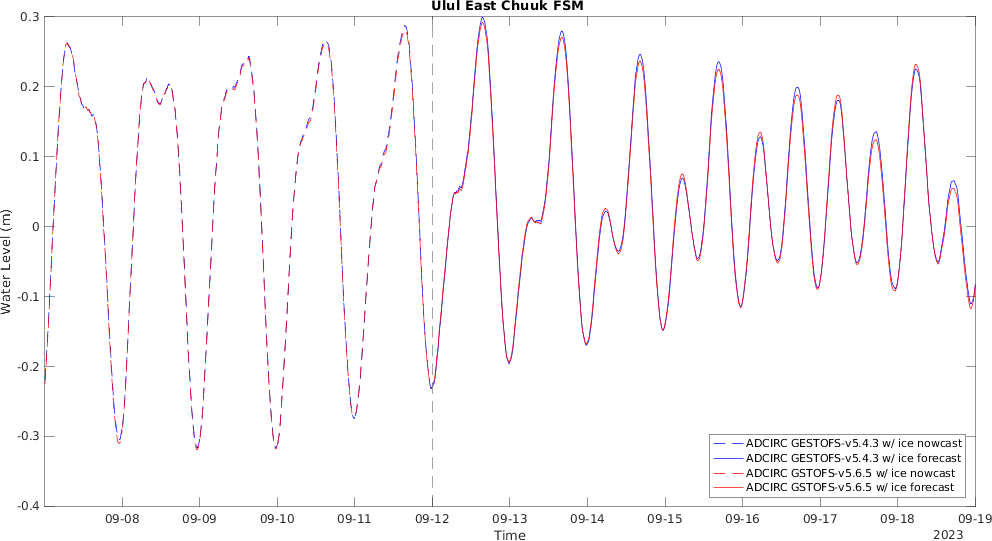 Ulul East Chuuk FSM
0.3
0.2
0.1
0
-0.1
-0.2
-0.3
-0.4
Water Level (m)
ADCIRC GESTOFS-v5.4.3 w/ ice nowcast
ADCIRC GESTOFS-v5.4.3 w/ ice forecast
ADCIRC GSTOFS-v5.6.5 w/ ice nowcast
ADCIRC GSTOFS-v5.6.5 w/ ice forecast
09-08 09-09 09-10 09-11 09-12 09-13 09-14 09-15 09-16 09-17 09-18 09-19
Time
2023